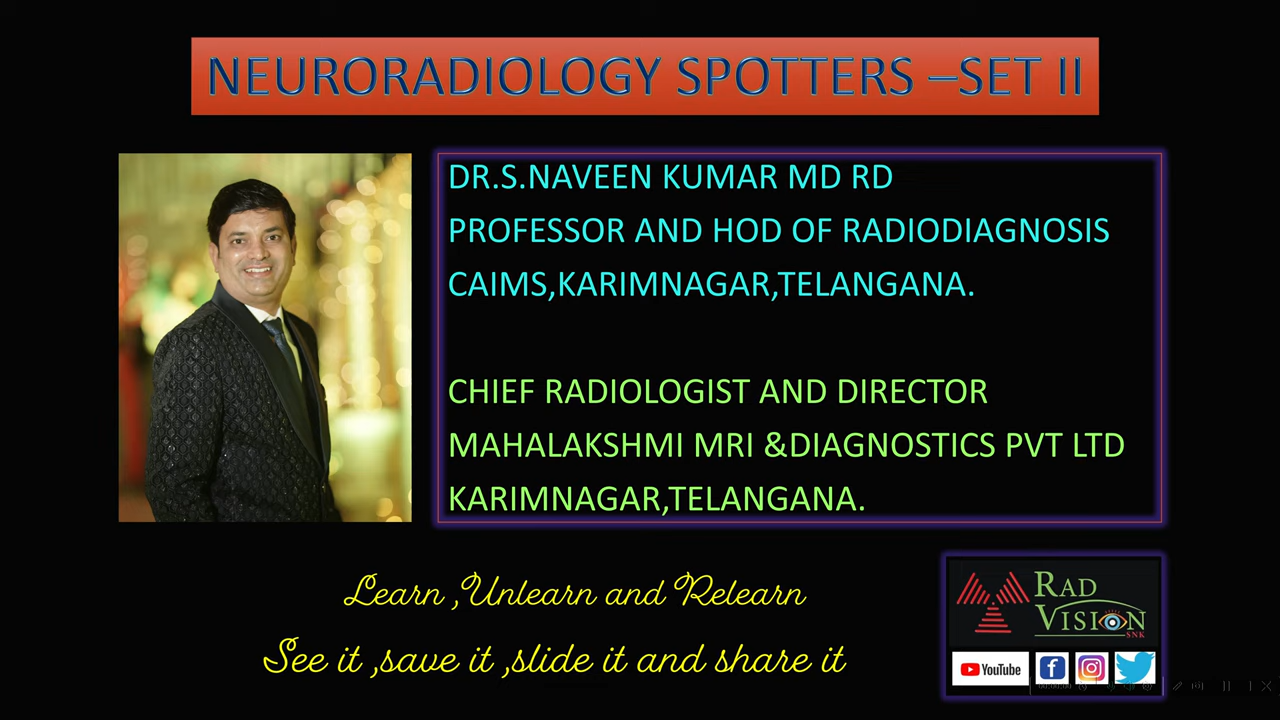 NEURORADIOLOGY SPOTTERS –SET II
DR.S.NAVEEN KUMAR MD RD
PROFESSOR AND HOD OF RADIODIAGNOSIS
CAIMS,KARIMNAGAR,TELANGANA.
CHIEF RADIOLOGIST AND DIRECTOR
MAHALAKSHMI MRI &DIAGNOSTICS PVT LTD
KARIMNAGAR,TELANGANA.
Learn ,Unlearn and Relearn
See it ,save it ,slide it and share it
RAD
VISION
SNK
YouTube